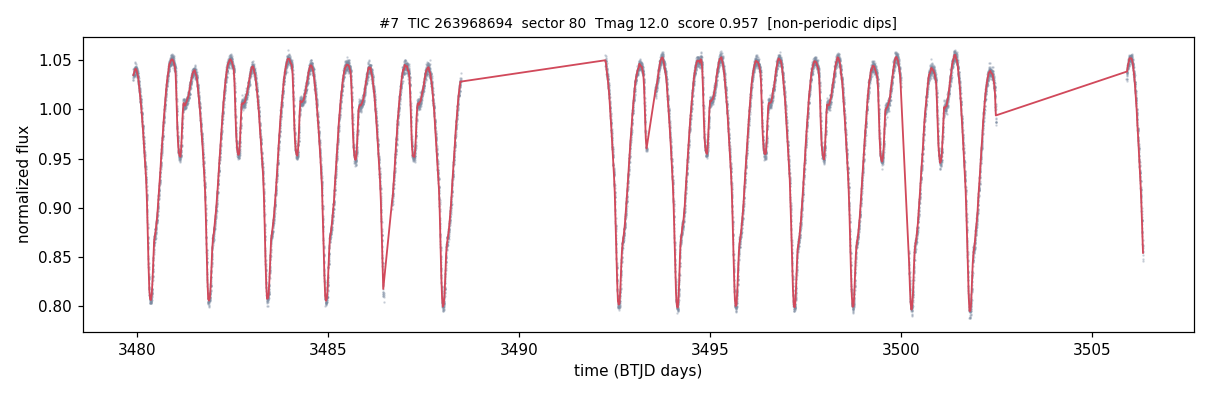 #7 TIC 263968694 sector 80 Tmag 12.0 score 0.957 [non-periodic dips]
1.05
1.00
0.95
0.90
0.85
0.80
normalized flux
3480 3485 3490 3495 3500 3505
time (BTJD days)